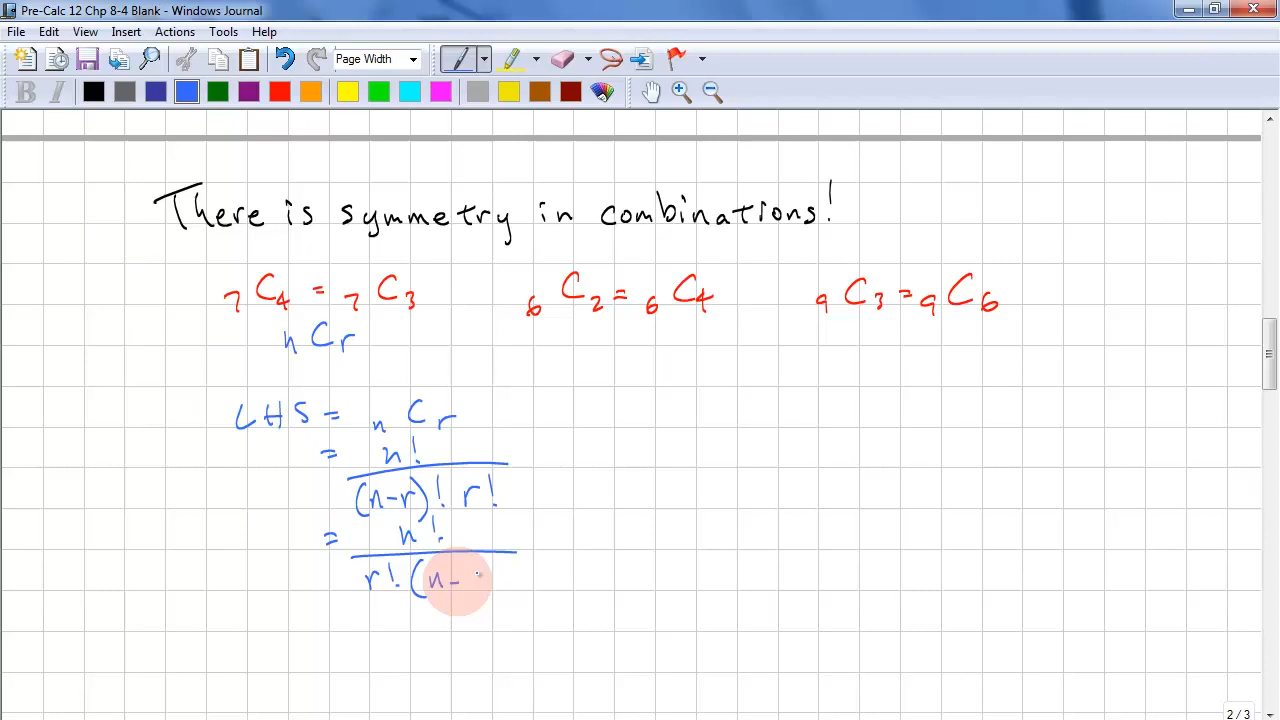 Pre-Calc 12 Chp 8-4 Blank - Windows Journal
File Edit View Insert Actions Tools Help
Page Width
B I
There is symmetry in combinations!
₇C₄ = ₇C₃ ₆C₂ = ₆C₄ ₉C₃ = ₉C₆
nCr
LHS = nCr
= n!
(n-r)! r!
= n!
r! (n-
2 / 3